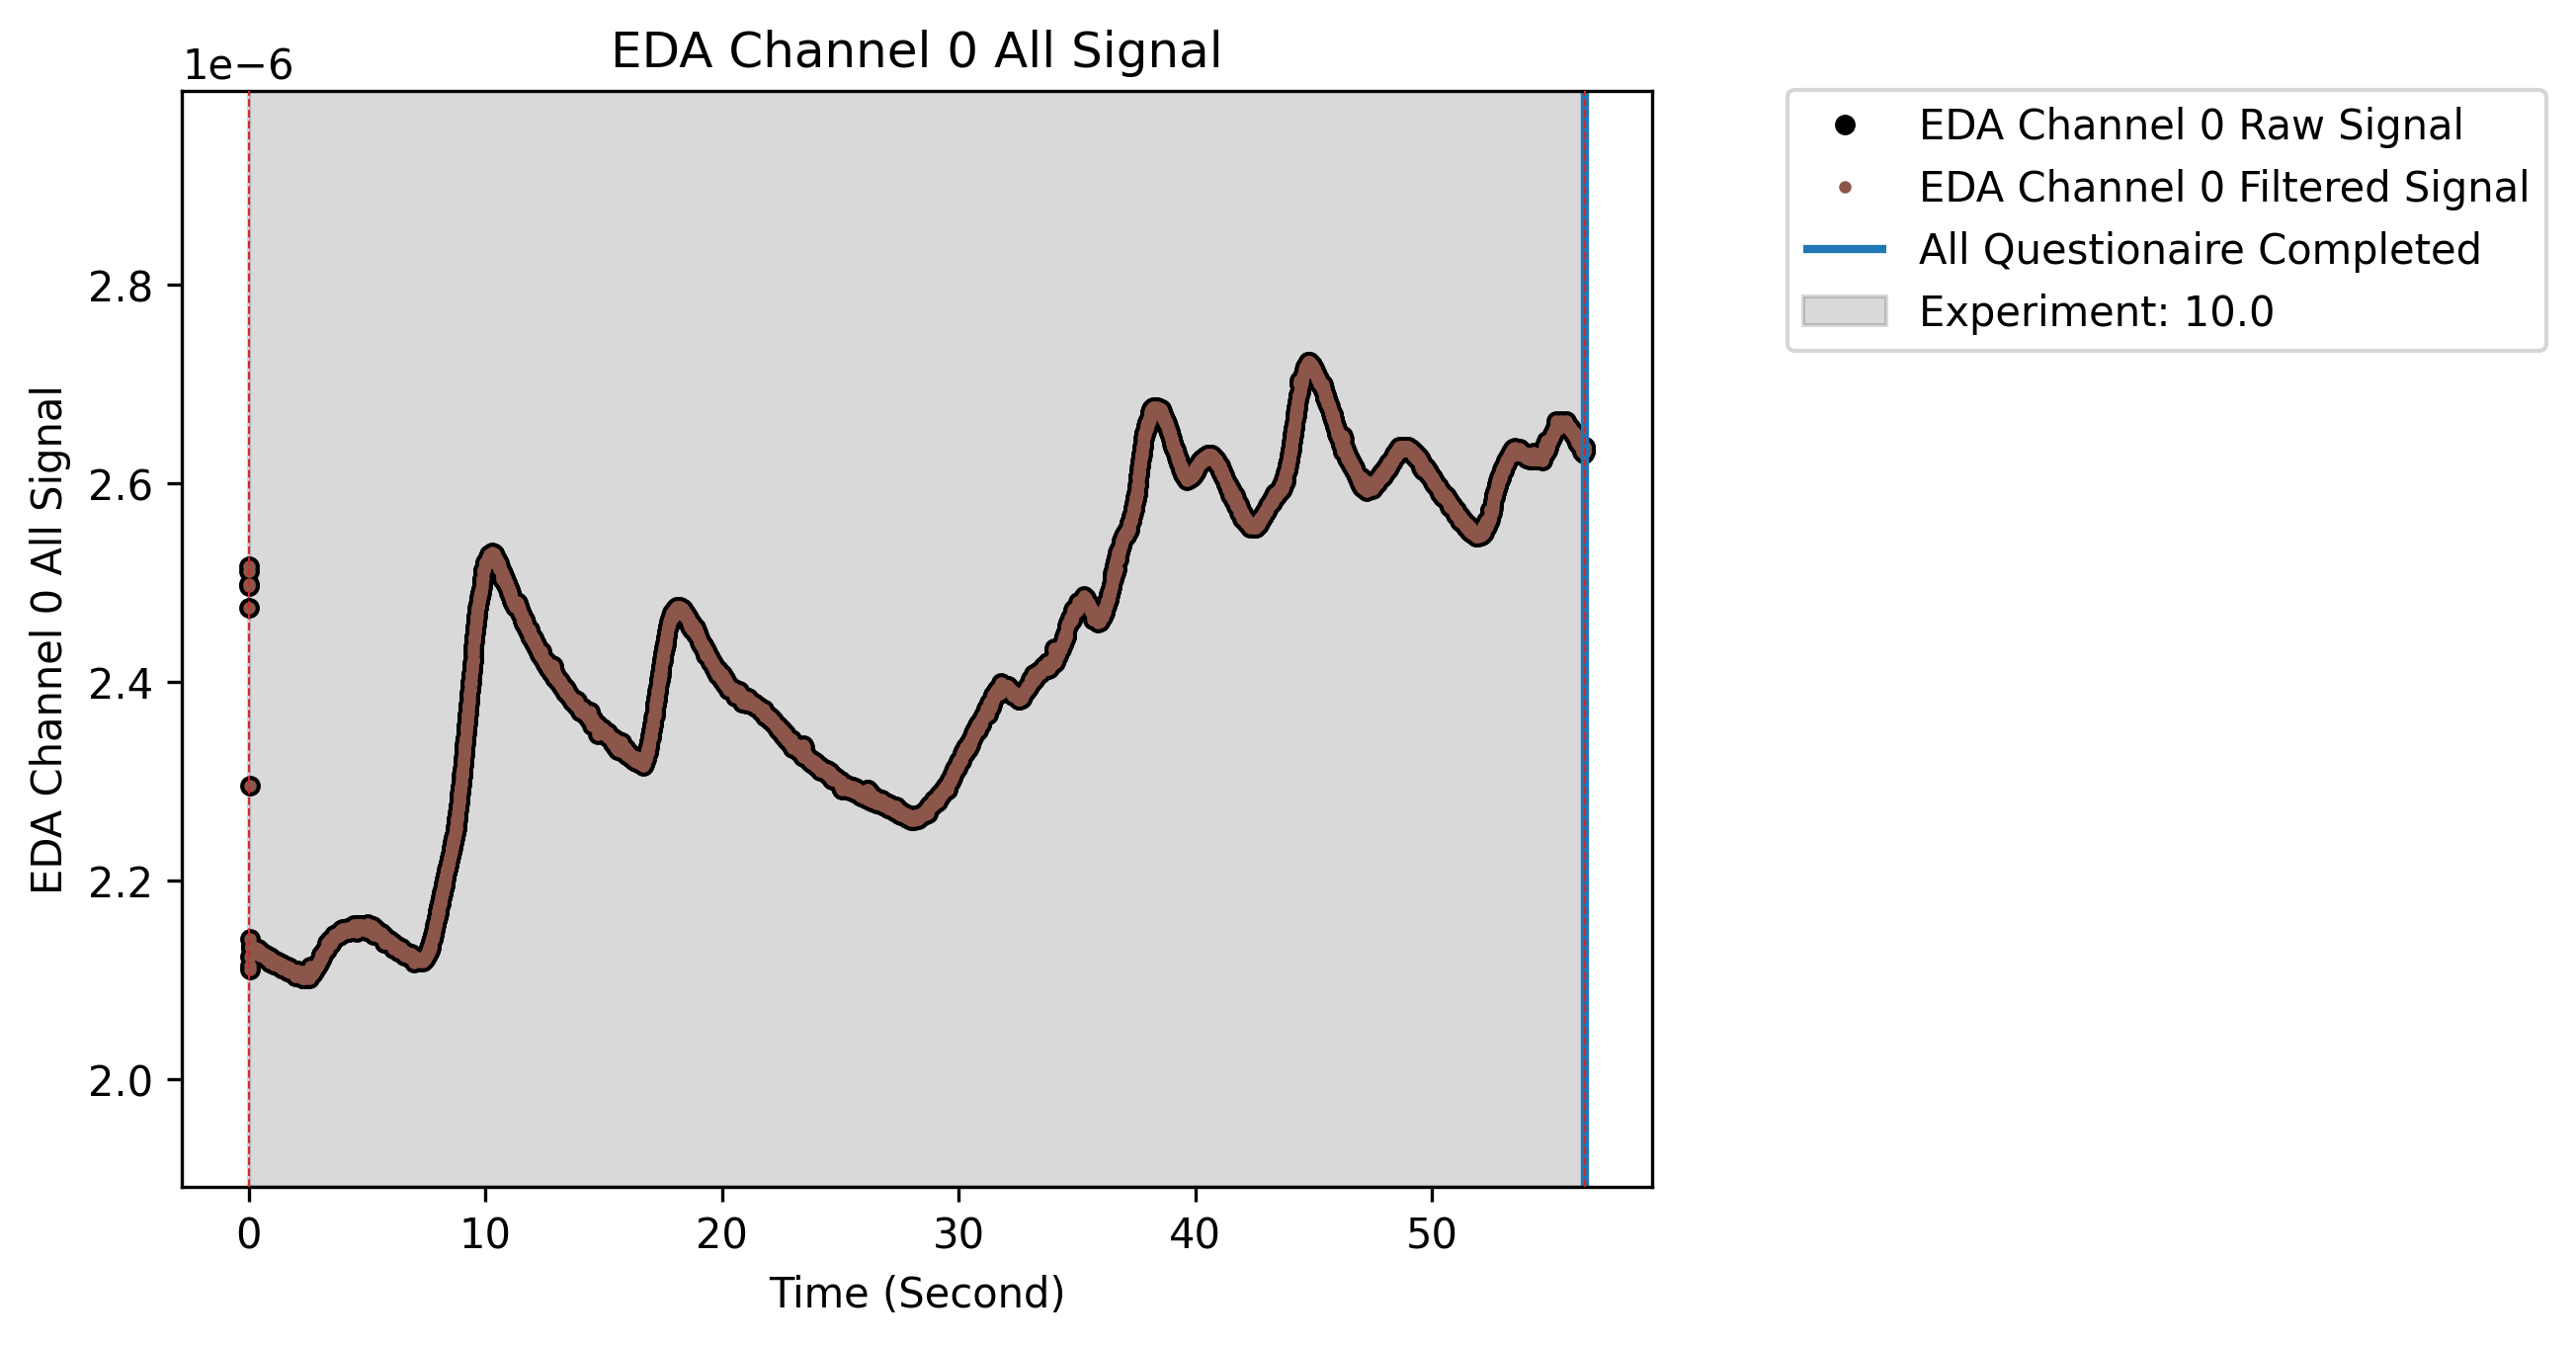 EDA Channel 0 All Signal
1e−6
EDA Channel 0 All Signal
2.8
2.6
2.4
2.2
2.0
0 10 20 30 40 50
Time (Second)
EDA Channel 0 Raw Signal
EDA Channel 0 Filtered Signal
All Questionaire Completed
Experiment: 10.0